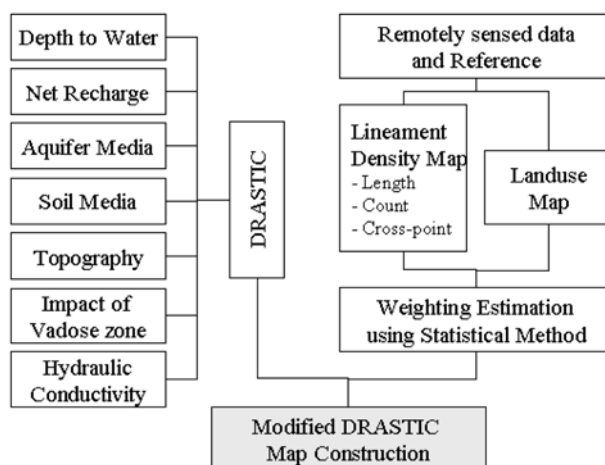 Depth to Water
Net Recharge
Aquifer Media
Soil Media
Topography
Impact of
Vadose zone
Hydraulic
Conductivity
DRASTIC
Remotely sensed data
and Reference
Lineament
Density Map
- Length
- Count
- Cross-point
Landuse
Map
Weighting Estimation
using Statistical Method
Modified DRASTIC
Map Construction